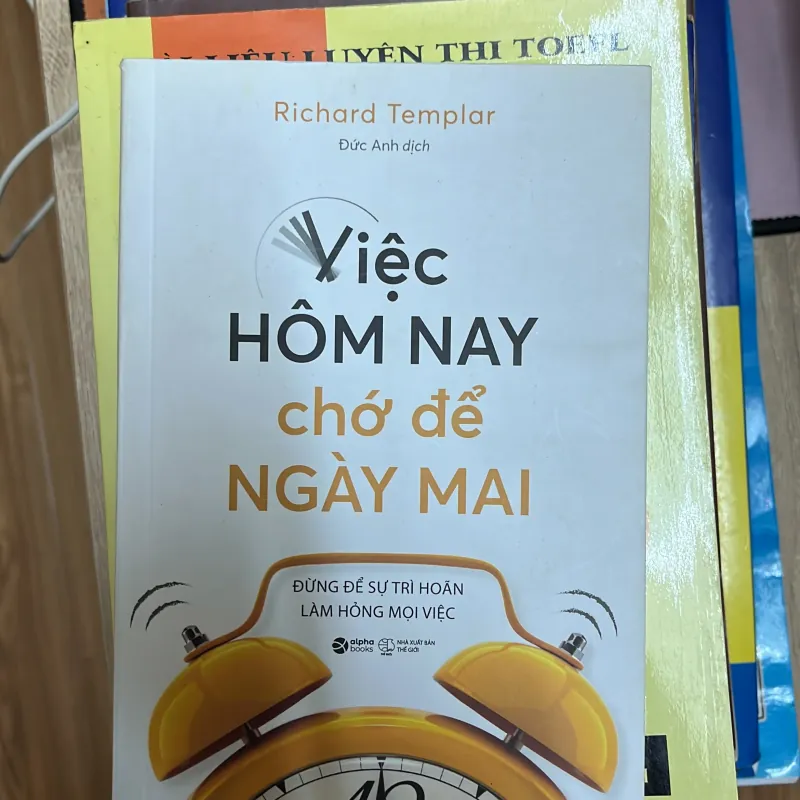 LUYỆN THI TOEFL
Richard Templar
Đức Anh dịch
Việc
HÔM NAY
chớ để
NGÀY MAI
ĐỪNG ĐỂ SỰ TRÌ HOÃN
LÀM HỎNG MỌI VIỆC
alpha
books
NHÀ XUẤT BẢN
THẾ GIỚI
12